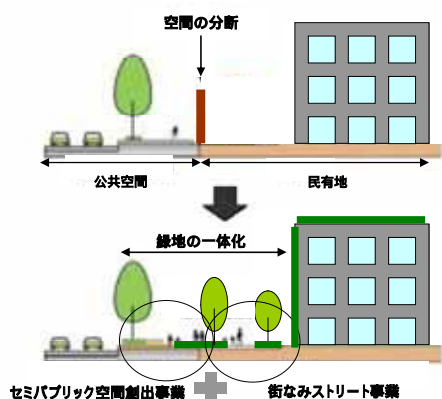 空間の分断
公共空間
民有地
緑地の一体化
セミパブリック空間創出事業
街なみストリート事業